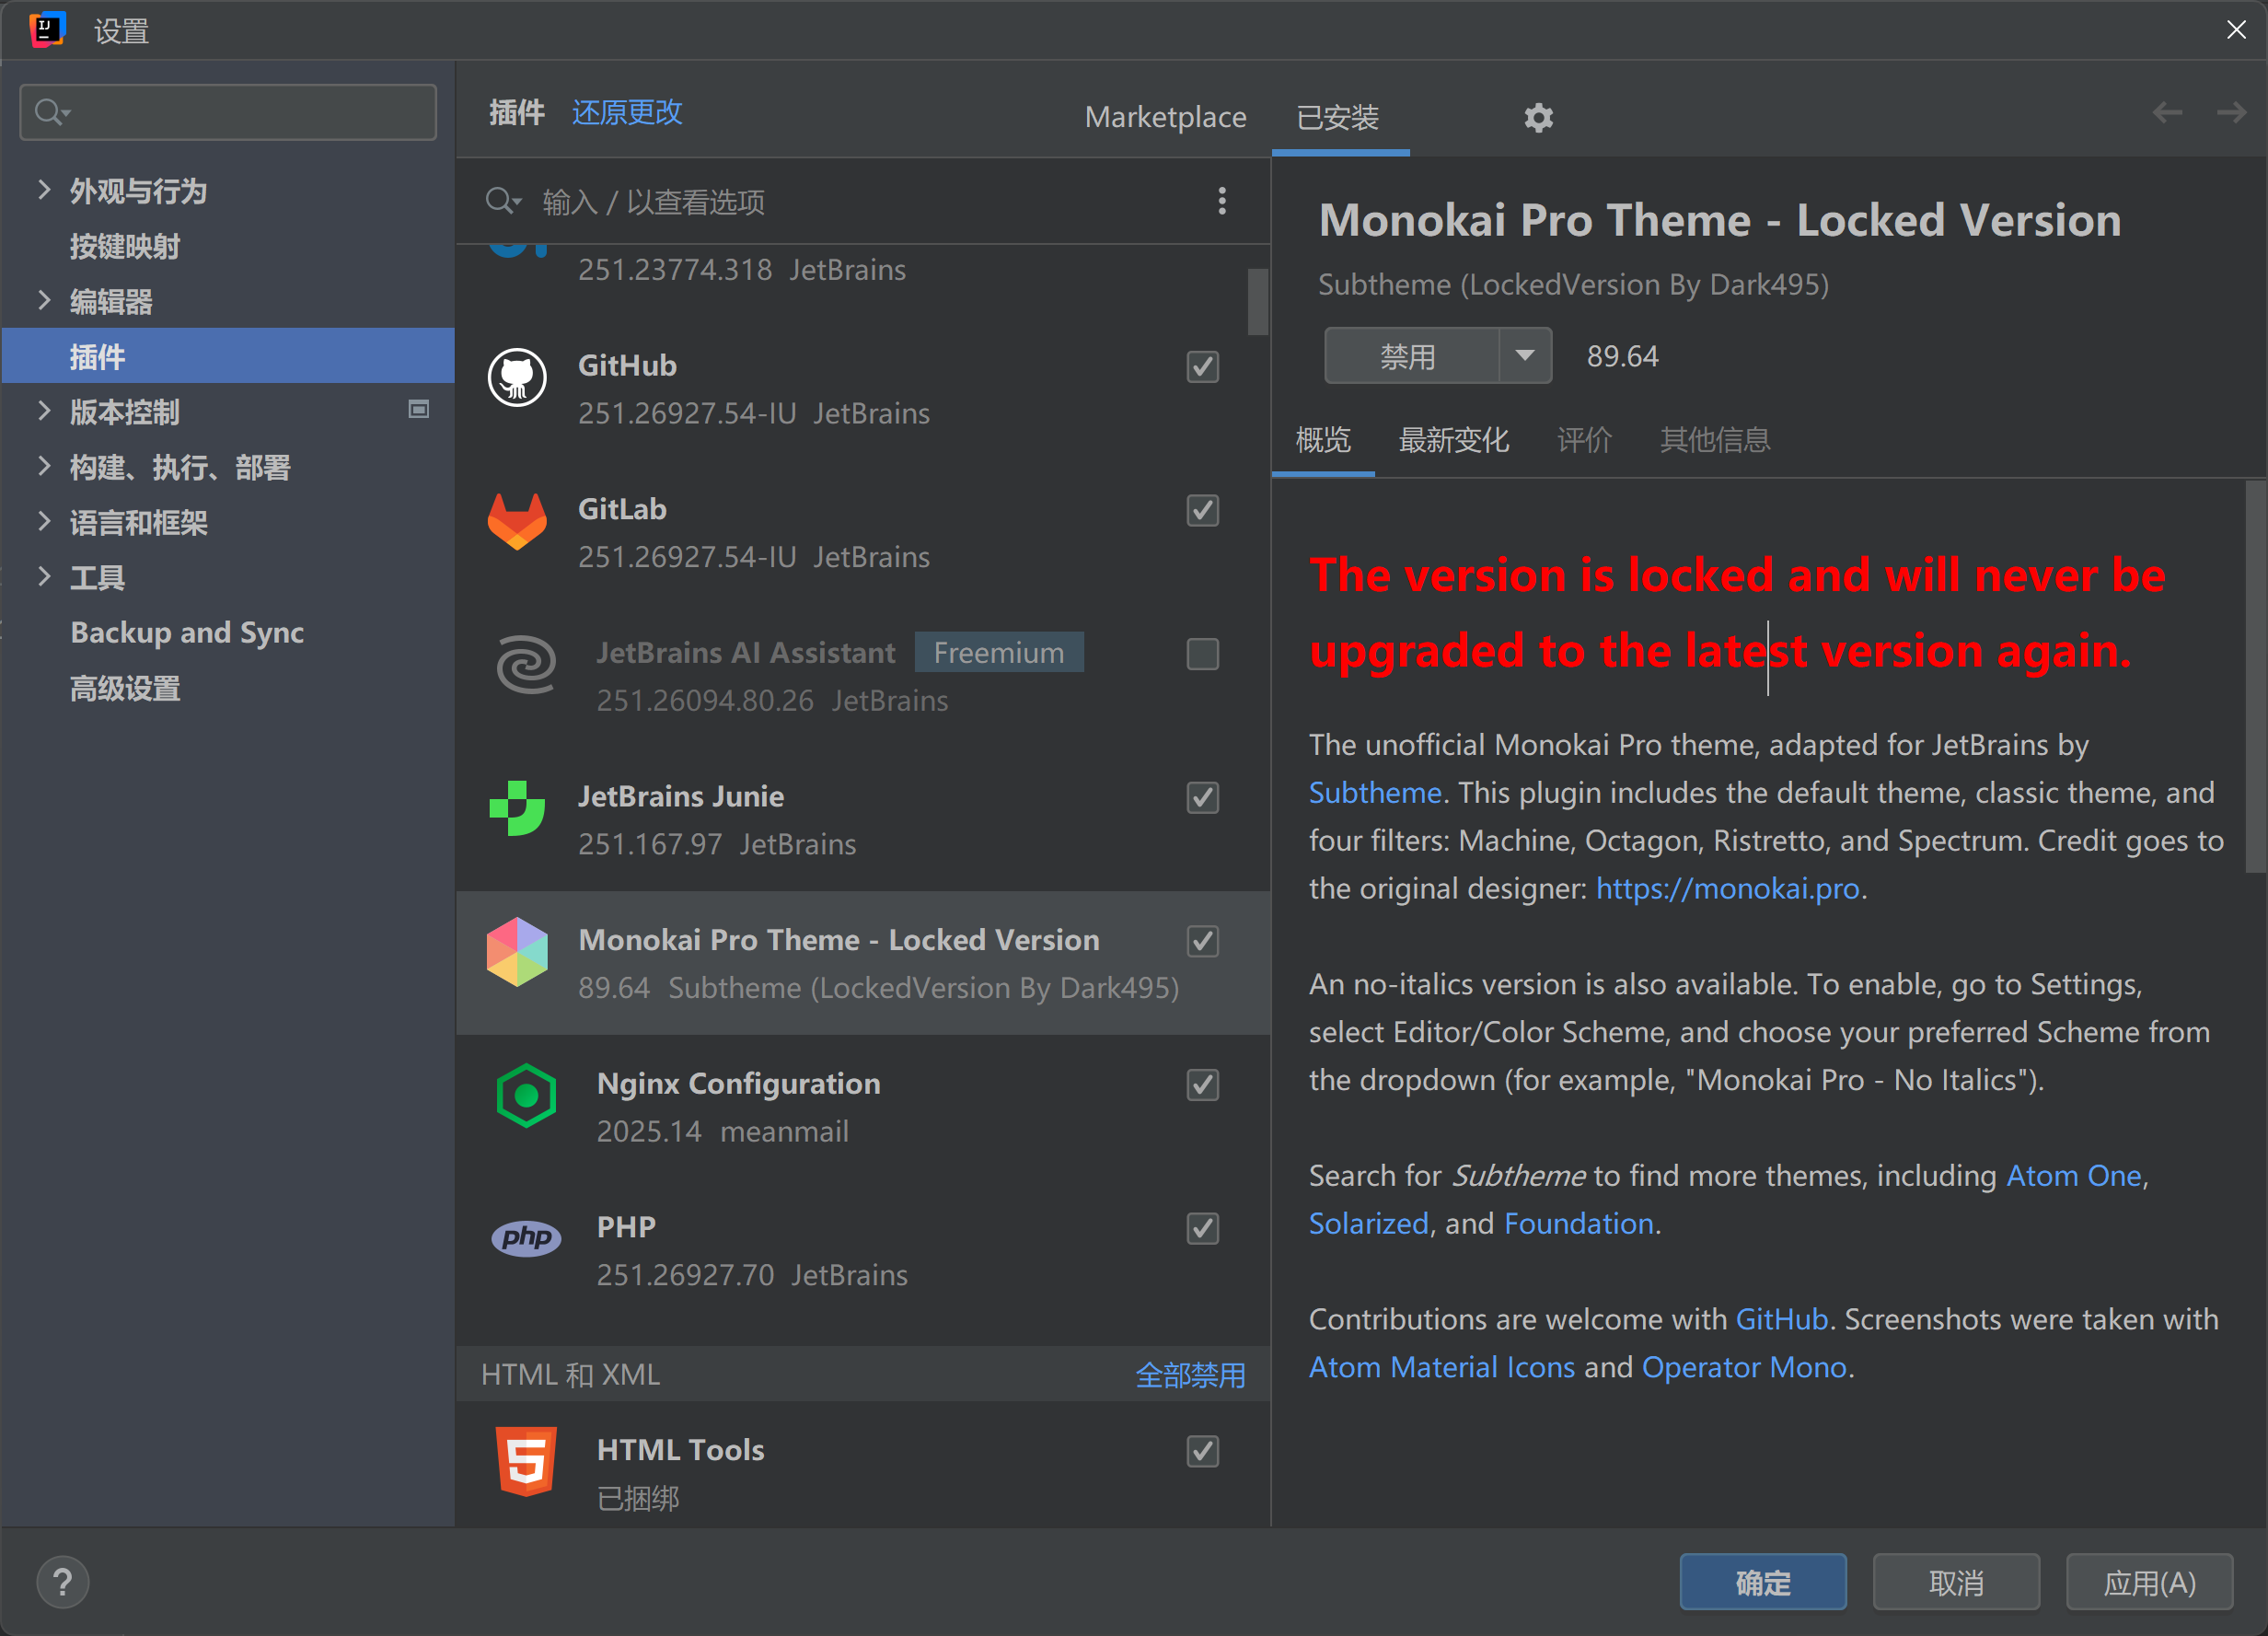 设置
插件 还原更改 Marketplace 已安装
外观与行为
按键映射
编辑器
插件
版本控制
构建、执行、部署
语言和框架
工具
Backup and Sync
高级设置
输入 / 以查看选项
251.23774.318 JetBrains
GitHub
251.26927.54-IU JetBrains
GitLab
251.26927.54-IU JetBrains
JetBrains AI Assistant Freemium
251.26094.80.26 JetBrains
JetBrains Junie
251.167.97 JetBrains
Monokai Pro Theme - Locked Version
89.64 Subtheme (LockedVersion By Dark495)
Nginx Configuration
2025.14 meanmail
php
PHP
251.26927.70 JetBrains
HTML 和 XML 全部禁用
HTML Tools
已捆绑
Monokai Pro Theme - Locked Version
Subtheme (LockedVersion By Dark495)
禁用 89.64
概览 最新变化 评价 其他信息
The version is locked and will never be
upgraded to the latest version again.
The unofficial Monokai Pro theme, adapted for JetBrains by
Subtheme. This plugin includes the default theme, classic theme, and
four filters: Machine, Octagon, Ristretto, and Spectrum. Credit goes to
the original designer: https://monokai.pro.
An no-italics version is also available. To enable, go to Settings,
select Editor/Color Scheme, and choose your preferred Scheme from
the dropdown (for example, "Monokai Pro - No Italics").
Search for Subtheme to find more themes, including Atom One,
Solarized, and Foundation.
Contributions are welcome with GitHub. Screenshots were taken with
Atom Material Icons and Operator Mono.
?
确定 取消 应用(A)